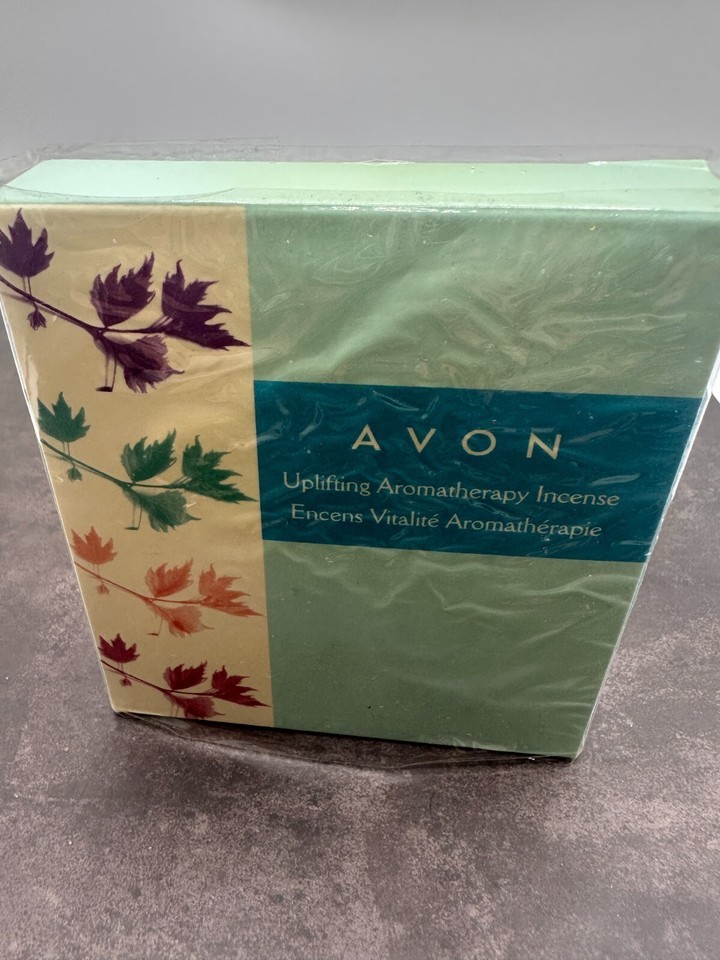 AVON
Uplifting Aromatherapy Incense
Encens Vitalité Aromathérapie